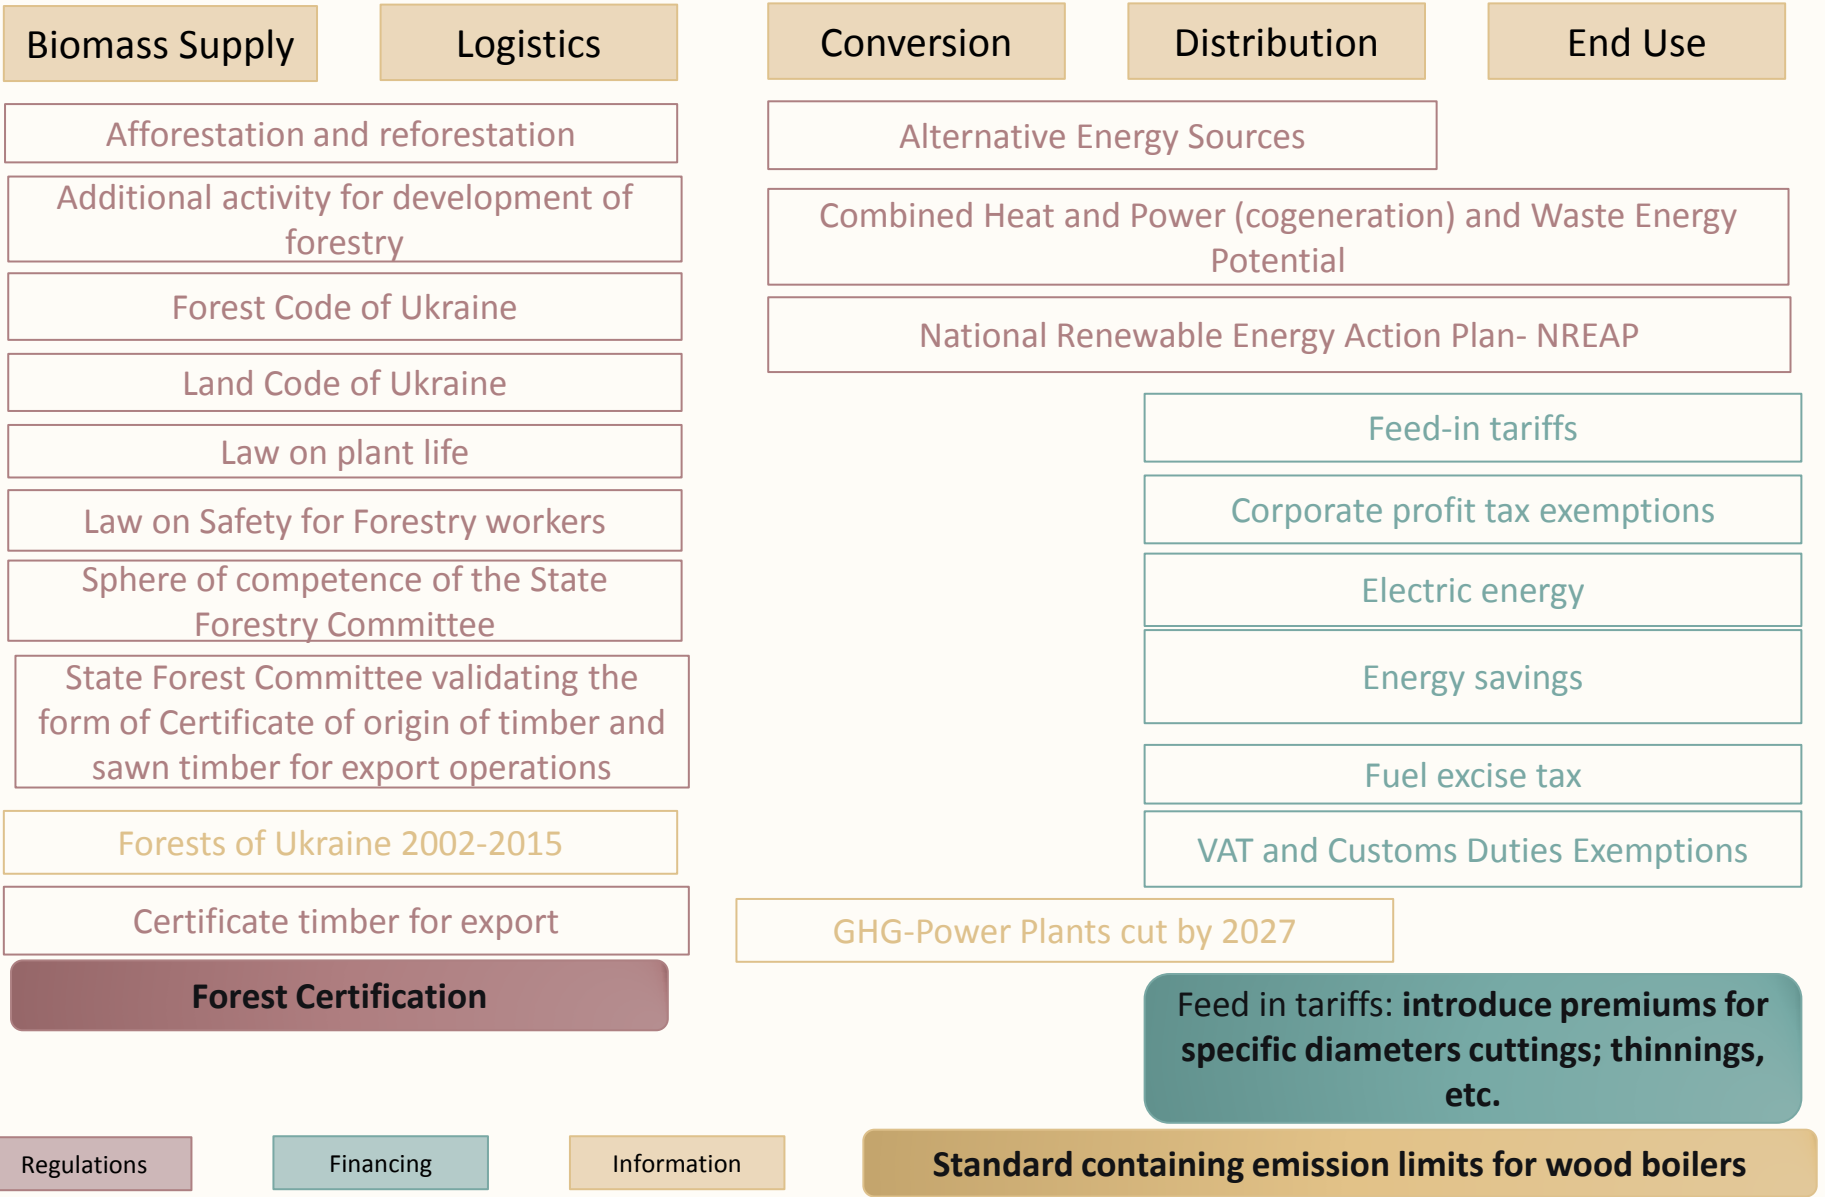 Biomass Supply
Logistics
Conversion
Distribution
End Use
Afforestation and reforestation
Additional activity for development of
forestry
Forest Code of Ukraine
Land Code of Ukraine
Law on plant life
Law on Safety for Forestry workers
Sphere of competence of the State
Forestry Committee
State Forest Committee validating the
form of Certificate of origin of timber and
sawn timber for export operations
Forests of Ukraine 2002-2015
Certificate timber for export
Forest Certification
Alternative Energy Sources
Combined Heat and Power (cogeneration) and Waste Energy
Potential
National Renewable Energy Action Plan- NREAP
Feed-in tariffs
Corporate profit tax exemptions
Electric energy
Energy savings
Fuel excise tax
VAT and Customs Duties Exemptions
GHG-Power Plants cut by 2027
Feed in tariffs: introduce premiums for
specific diameters cuttings; thinnings,
etc.
Standard containing emission limits for wood boilers
Regulations
Financing
Information